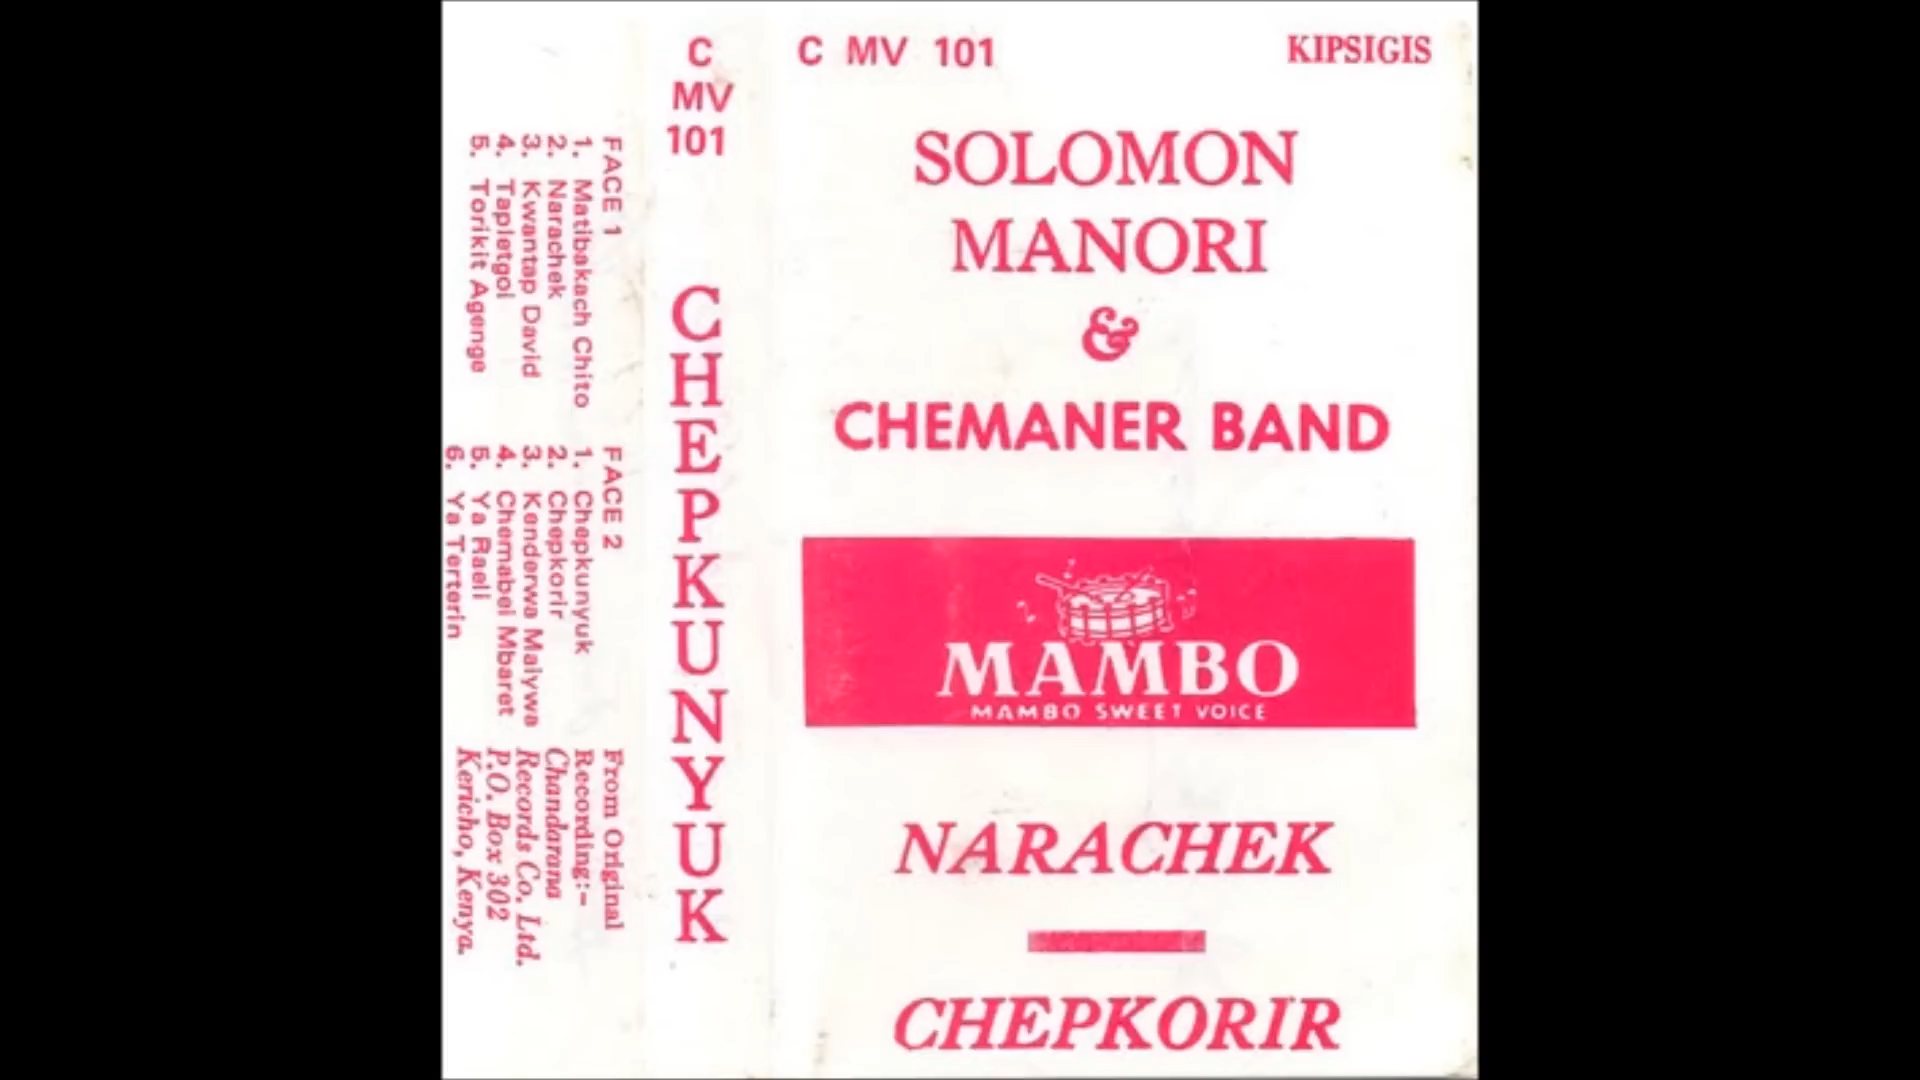 C MV 101
KIPSIGIS
SOLOMON
MANORI
&
CHEMANER BAND
MAMBO
MAMBO SWEET VOICE
NARACHEK
CHEPKORIR
C
MV
101
CHEPKUNYUK
FACE 1
1. Matibakach Chito
2. Narachek
3. Kwantap David
4. Tapletgoi
5. Torikit Agenge
FACE 2
1. Chepkunyuk
2. Chepkorir
3. Kenderwa Maiywa
4. Chemabei Mbaret
5. Ya Raeli
6. Ya Terterin
From Original
Recording:-
Chandarana
Records Co. Ltd.
P.O. Box 302
Kericho, Kenya.